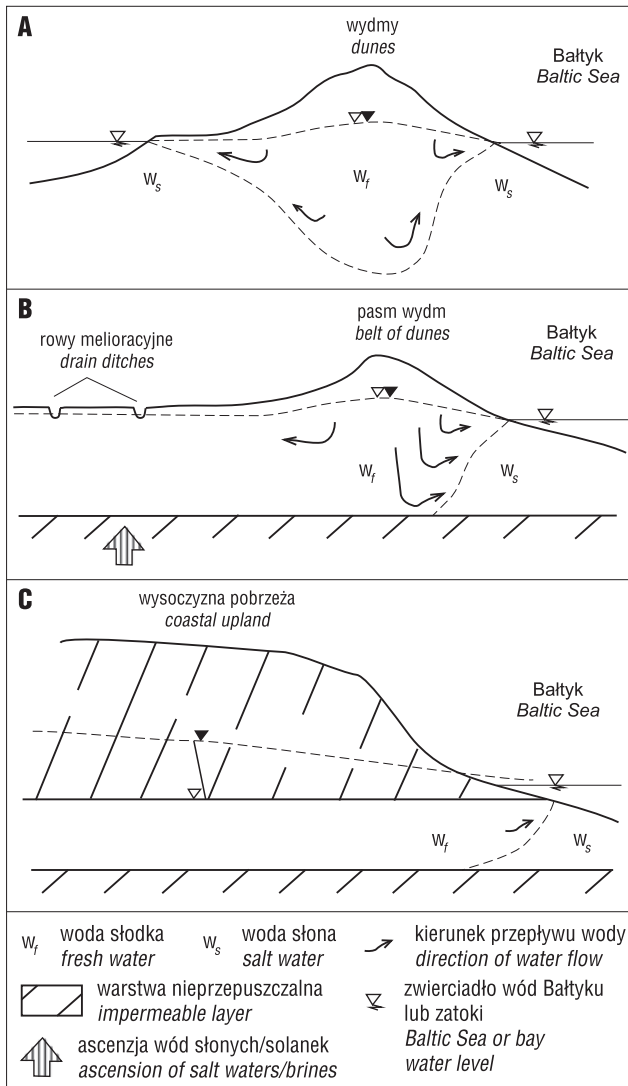 A
wydmy
dunes
Bałtyk
Baltic Sea
W_s
W_f
W_s
B
rowy melioracyjne
drain ditches
pasm wydm
belt of dunes
Bałtyk
Baltic Sea
W_f
W_s
C
wysoczyzna pobrzeża
coastal upland
Bałtyk
Baltic Sea
W_f
W_s
W_f woda słodka
fresh water
W_s woda słona
salt water
kierunek przepływu wody
direction of water flow
warstwa nieprzepuszczalna
impermeable layer
zwierciadło wód Bałtyku
lub zatoki
Baltic Sea or bay
water level
ascenzja wód słonych/solanek
ascension of salt waters/brines